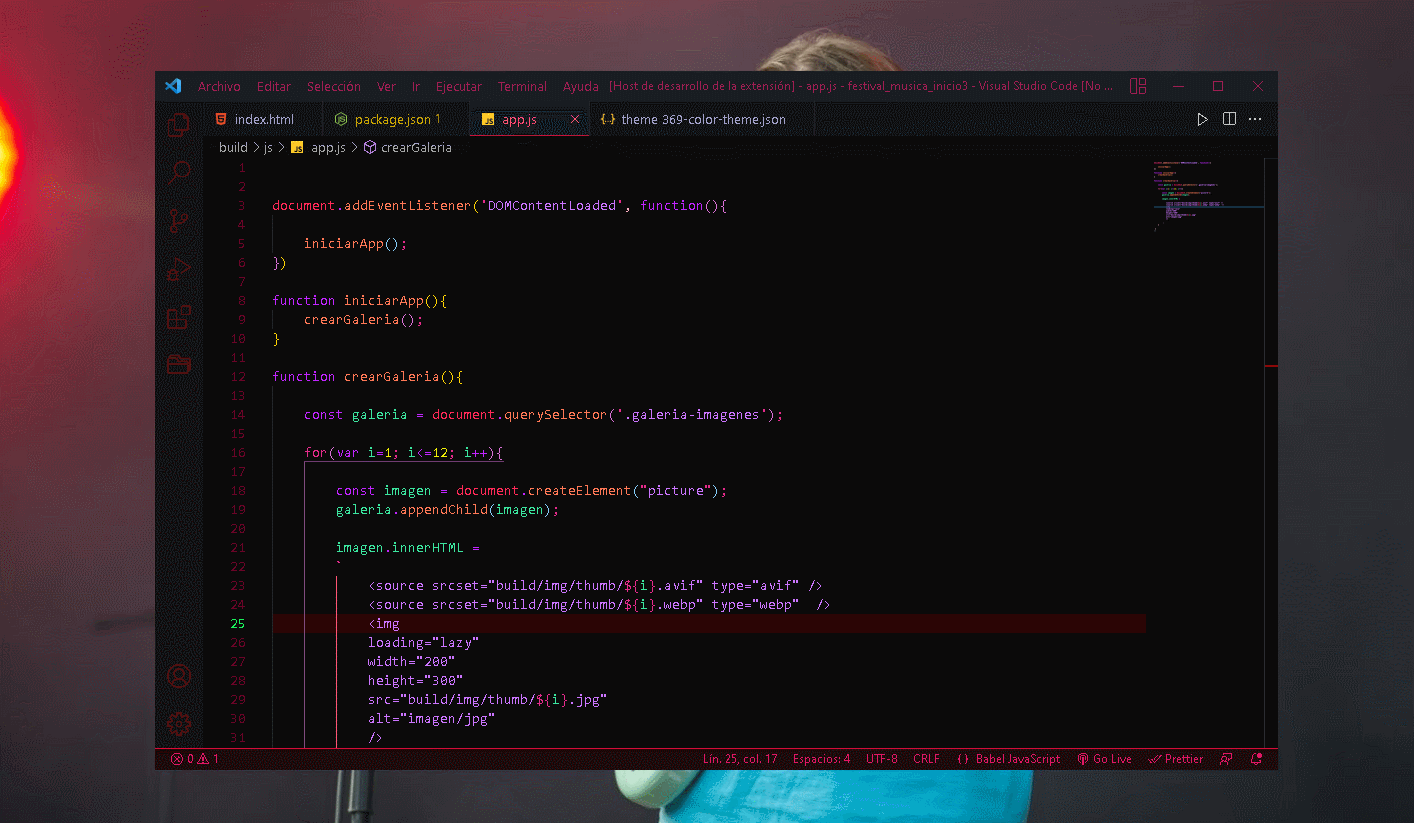 Archivo Editar Selección Ver Ir Ejecutar Terminal Ayuda [Host de desarrollo de la extensión] - app.js - festival_musica_inicio3 - Visual Studio Code [No ...
index.html package.json 1 app.js theme 369-color-theme.json
build > js > JS app.js > crearGaleria
1
2
3 document.addEventListener('DOMContentLoaded', function(){
4
5 iniciarApp();
6 })
7
8 function iniciarApp(){
9 crearGaleria();
10 }
11
12 function crearGaleria(){
13
14 const galeria = document.querySelector('.galeria-imagenes');
15
16 for(var i=1; i<=12; i++){
17
18 const imagen = document.createElement("picture");
19 galeria.appendChild(imagen);
20
21 imagen.innerHTML =
22 `
23 <source srcset="build/img/thumb/${i}.avif" type="avif" />
24 <source srcset="build/img/thumb/${i}.webp" type="webp"  />
25 <img
26 loading="lazy"
27 width="200"
28 height="300"
29 src="build/img/thumb/${i}.jpg"
30 alt="imagen/jpg"
31 />
0 1 Lín. 25, col. 17 Espacios: 4 UTF-8 CRLF {} Babel JavaScript Go Live Prettier